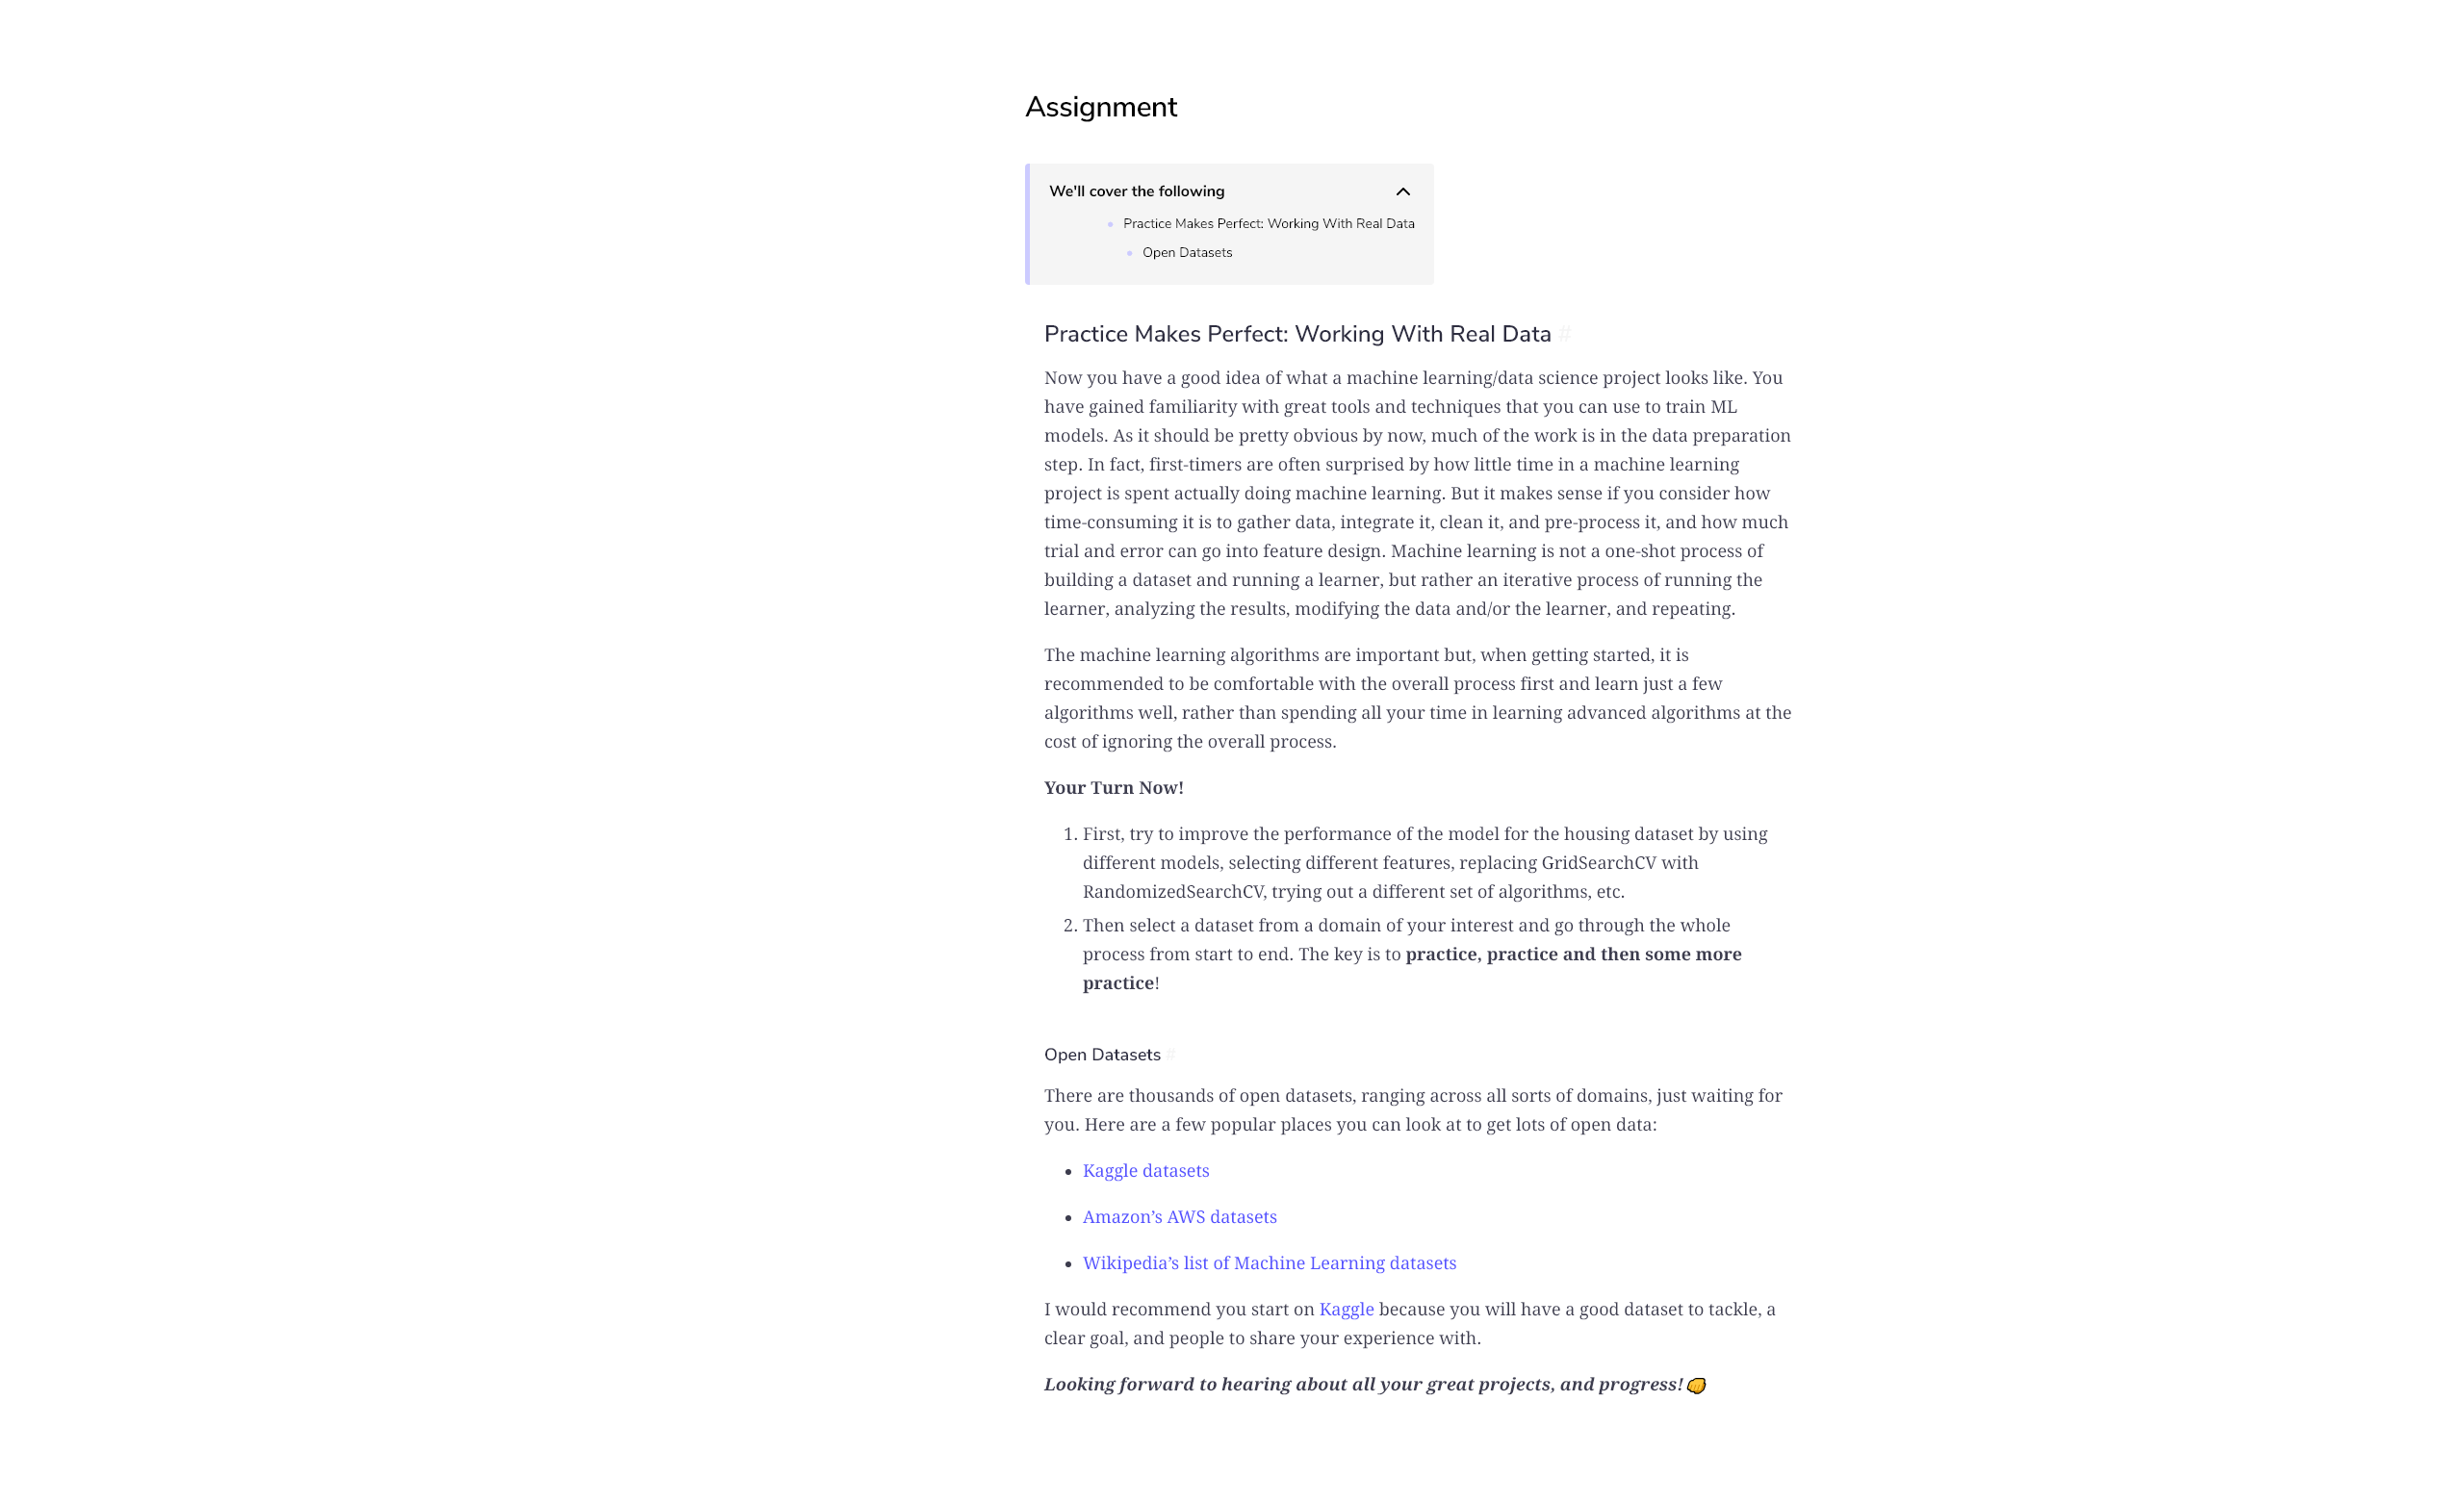 Assignment
We'll cover the following
Practice Makes Perfect: Working With Real Data
Open Datasets
Practice Makes Perfect: Working With Real Data #
Now you have a good idea of what a machine learning/data science project looks like. You
have gained familiarity with great tools and techniques that you can use to train ML
models. As it should be pretty obvious by now, much of the work is in the data preparation
step. In fact, first-timers are often surprised by how little time in a machine learning
project is spent actually doing machine learning. But it makes sense if you consider how
time-consuming it is to gather data, integrate it, clean it, and pre-process it, and how much
trial and error can go into feature design. Machine learning is not a one-shot process of
building a dataset and running a learner, but rather an iterative process of running the
learner, analyzing the results, modifying the data and/or the learner, and repeating.
The machine learning algorithms are important but, when getting started, it is
recommended to be comfortable with the overall process first and learn just a few
algorithms well, rather than spending all your time in learning advanced algorithms at the
cost of ignoring the overall process.
Your Turn Now!
1. First, try to improve the performance of the model for the housing dataset by using
different models, selecting different features, replacing GridSearchCV with
RandomizedSearchCV, trying out a different set of algorithms, etc.
2. Then select a dataset from a domain of your interest and go through the whole
process from start to end. The key is to practice, practice and then some more
practice!
Open Datasets #
There are thousands of open datasets, ranging across all sorts of domains, just waiting for
you. Here are a few popular places you can look at to get lots of open data:
• Kaggle datasets
• Amazon’s AWS datasets
• Wikipedia’s list of Machine Learning datasets
I would recommend you start on Kaggle because you will have a good dataset to tackle, a
clear goal, and people to share your experience with.
Looking forward to hearing about all your great projects, and progress!